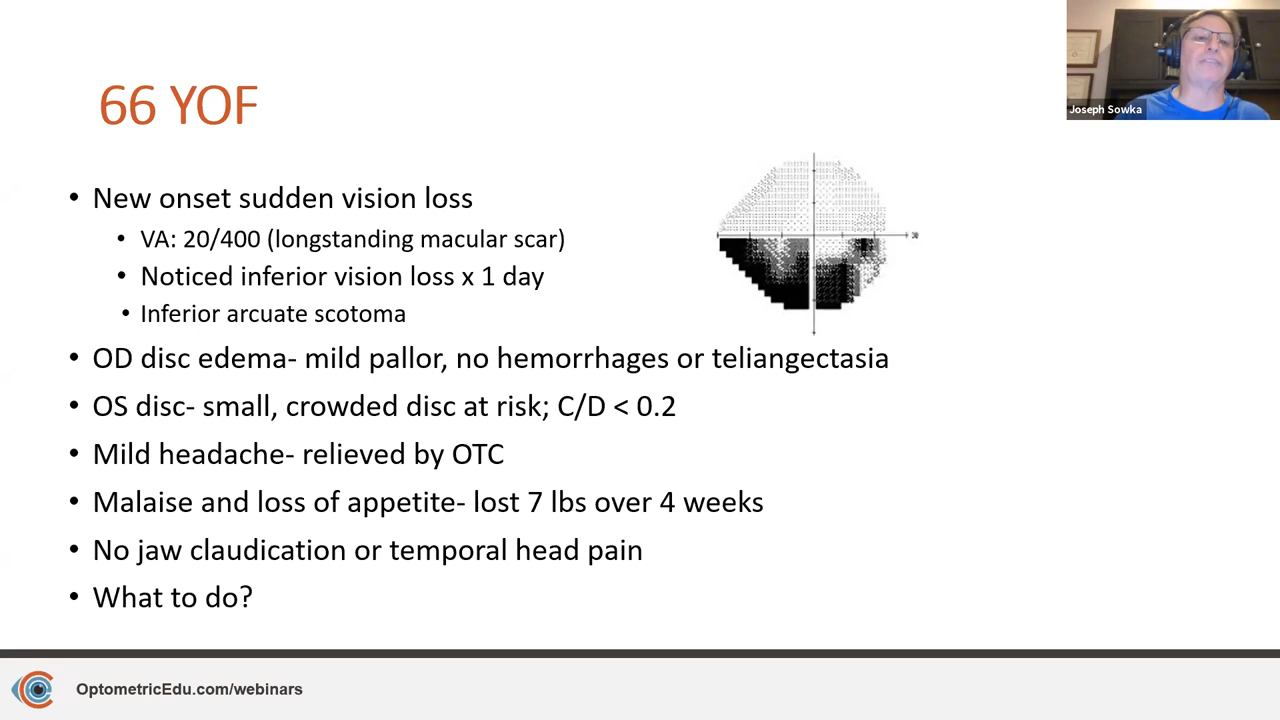 Joseph Sowka
66 YOF
• New onset sudden vision loss
• VA: 20/400 (longstanding macular scar)
• Noticed inferior vision loss x 1 day
• Inferior arcuate scotoma
30
• OD disc edema- mild pallor, no hemorrhages or teliangectasia
• OS disc- small, crowded disc at risk; C/D < 0.2
• Mild headache- relieved by OTC
• Malaise and loss of appetite- lost 7 lbs over 4 weeks
• No jaw claudication or temporal head pain
• What to do?
OptometricEdu.com/webinars